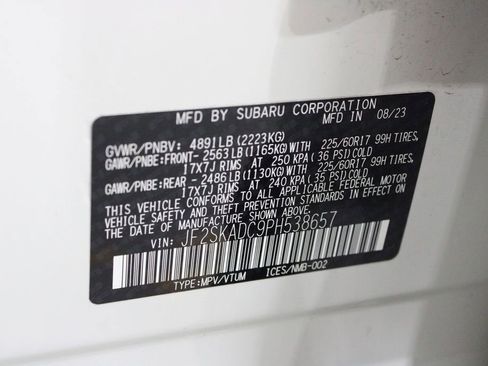 MFD BY SUBARU CORPORATION
MFD IN 08/23
GVWR/PNBV: 4891LB (2223KG)
GAWR/PNBE: FRONT- 2563LB (1165KG) WITH 225/60R17 99H TIRES,
17X7J RIMS AT 250 KPA (36 PSI) COLD
GAWR/PNBE: REAR - 2486LB (1130KG) WITH 225/60R17 99H TIRES,
17X7J RIMS AT 240 KPA (35 PSI) COLD
THIS VEHICLE CONFORMS TO ALL APPLICABLE FEDERAL MOTOR
VEHICLE SAFETY AND BUMPER STANDARDS IN EFFECT ON
THE DATE OF MANUFACTURE SHOWN ABOVE.
VIN: JF2SKADC9PH538657
TYPE: MPV/VTUM ICES/NMB-002